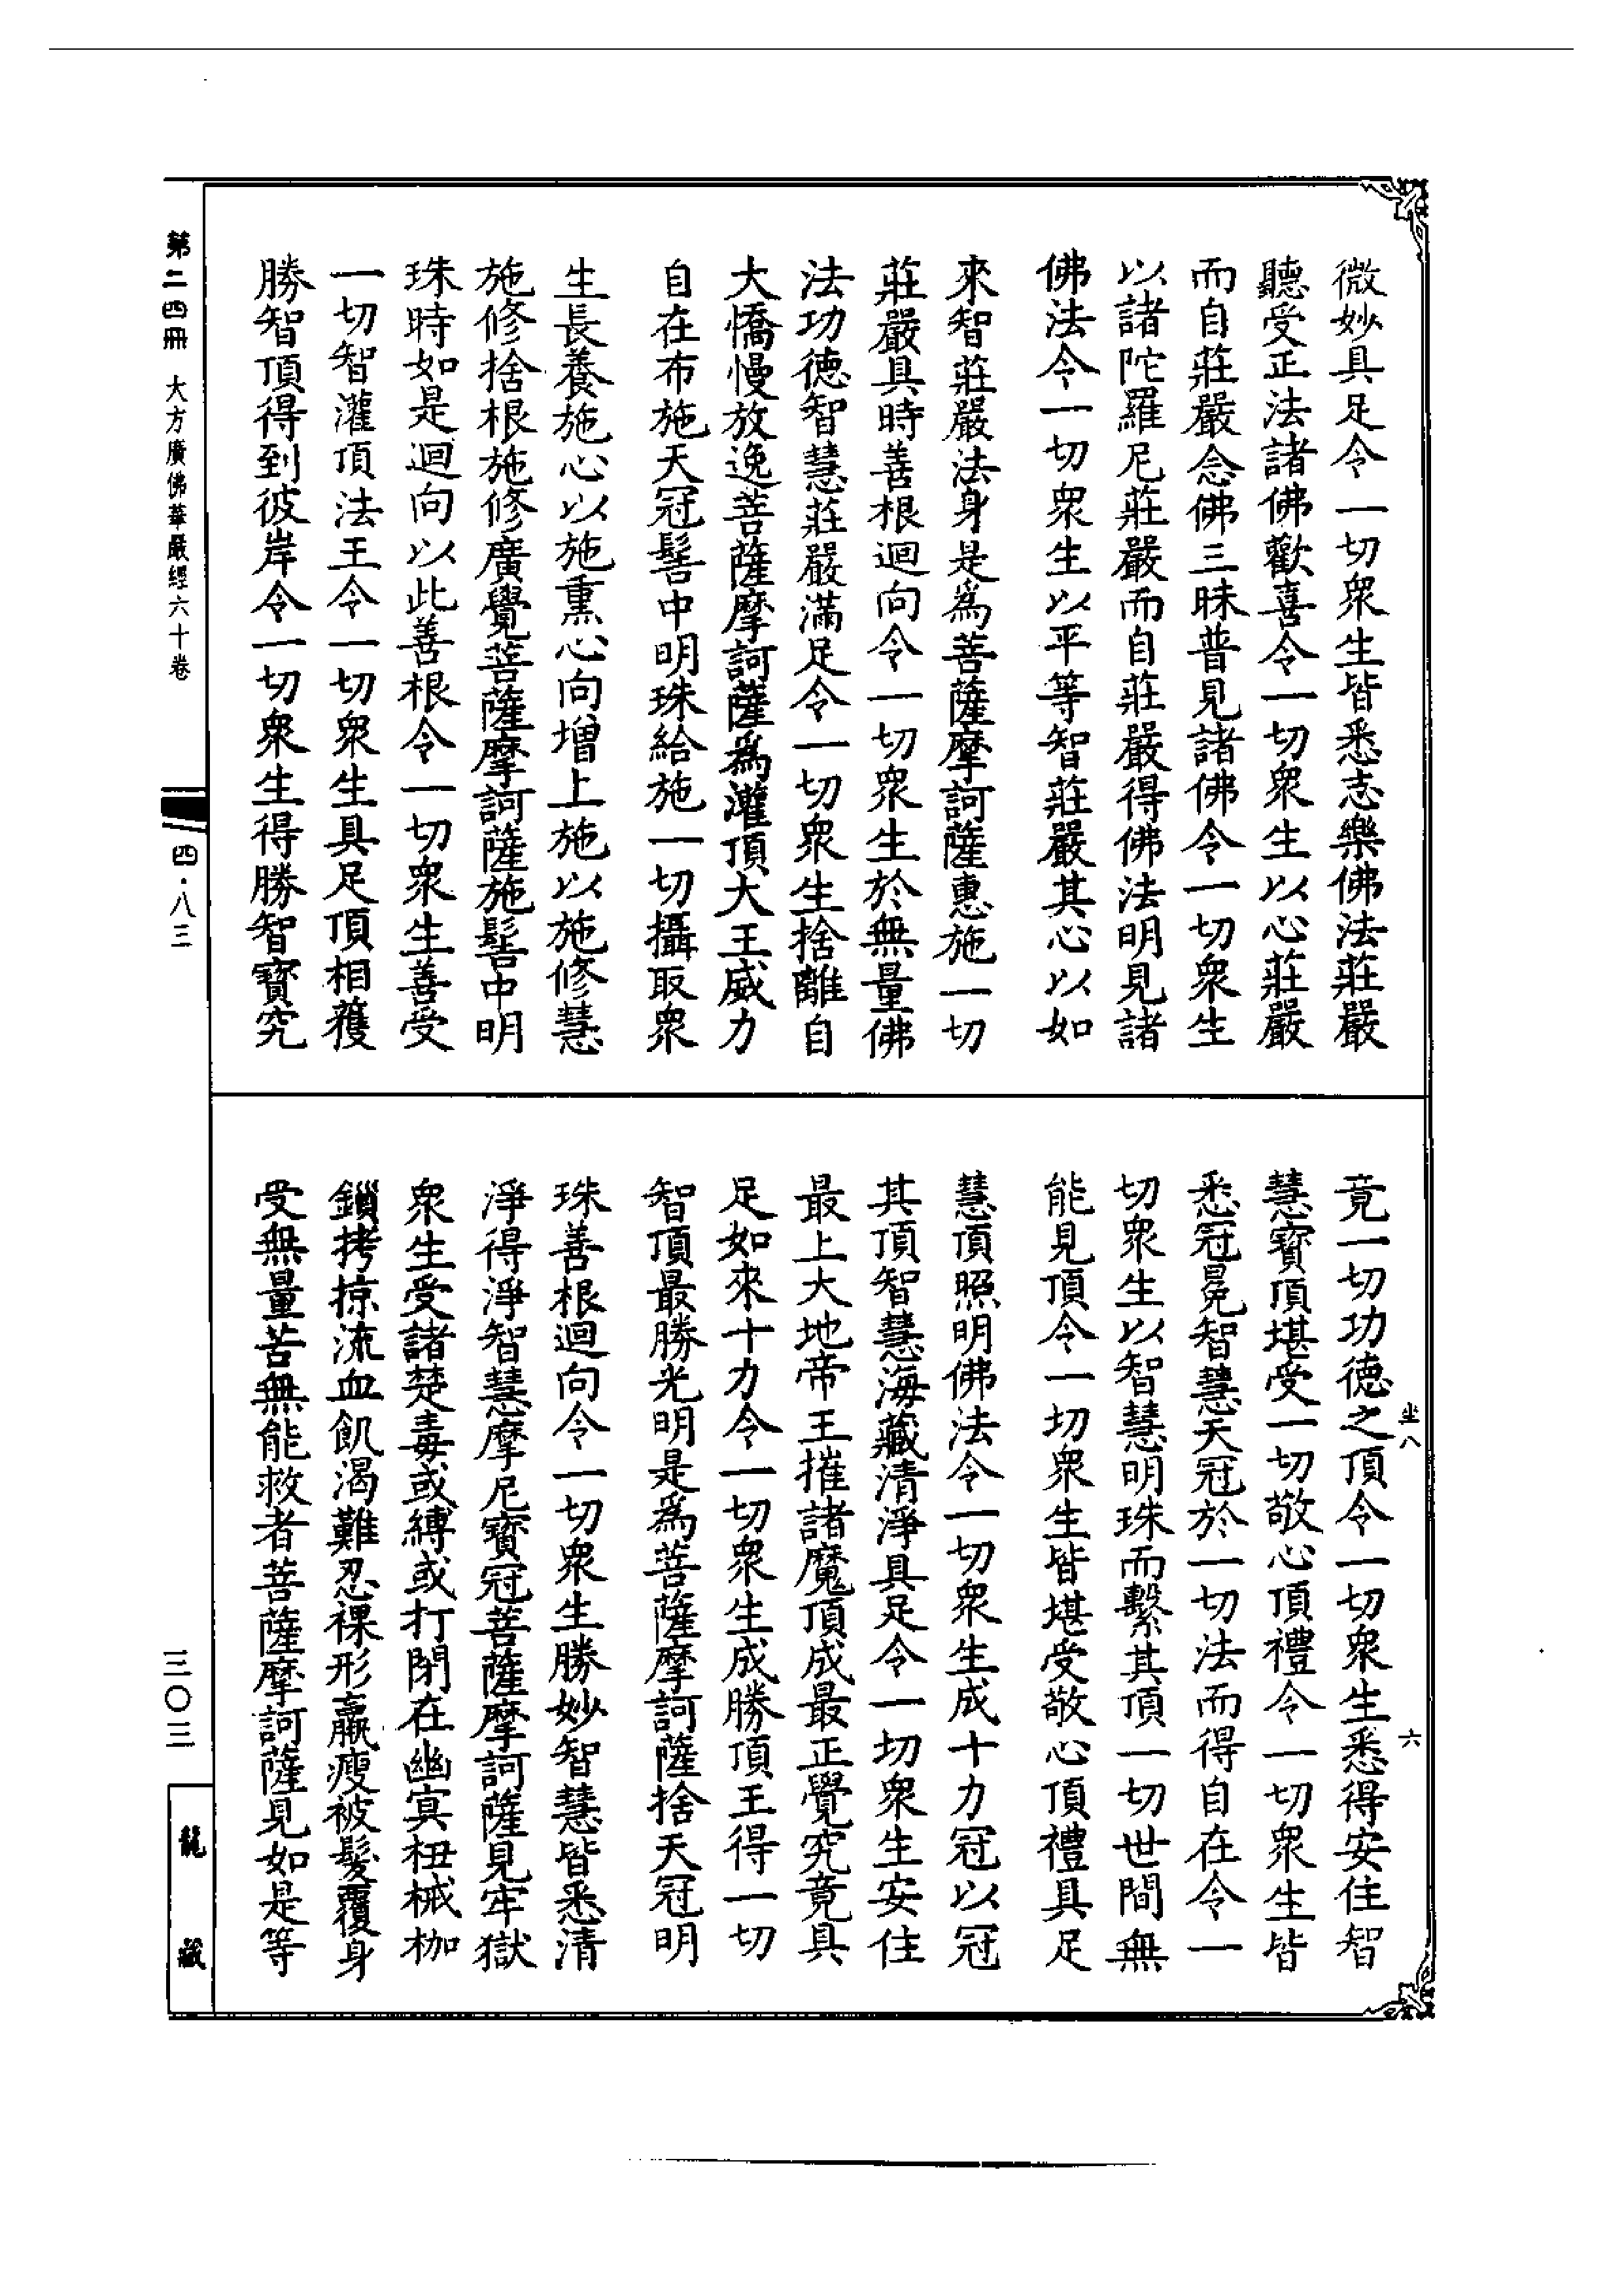 微妙具足令一切衆生皆悉志樂佛法莊嚴
聽受正法諸佛歡喜令一切衆生以心莊嚴
而自莊嚴念佛三昧普見諸佛令一切衆生
以諸陀羅尼莊嚴而自莊嚴得佛法明見諸
佛法令一切衆生以平等智莊嚴其心以如
來智莊嚴法身是爲菩薩摩訶薩惠施一切
莊嚴具時善根迴向令一切衆生於無量佛
法功德智慧莊嚴滿足令一切衆生捨離自
大憍慢放逸菩薩摩訶薩爲灌頂大王威力
自在布施天冠髻中明珠給施一切攝取衆
生長養施心以施熏心向增上施以施修慧
施修捨根施修廣覺菩薩摩訶薩施髻中明
珠時如是迴向以此善根令一切衆生善受
一切智灌頂法王令一切衆生具足頂相獲
勝智頂得到彼岸令一切衆生得勝智寶究
竟一切功德之頂令一切衆生悉得安住智
慧寶頂堪受一切敬心頂禮令一切衆生皆
悉冠冕智慧天冠於一切法而得自在令一
切衆生以智慧明珠而繫其頂一切世間無
能見頂令一切衆生皆堪受敬心頂禮具足
慧頂照明佛法令一切衆生成十力冠以冠
其頂智慧海藏清淨具足令一切衆生安住
最上大地帝王摧諸魔頂成最正覺究竟具
足如來十力令一切衆生成勝頂王得一切
智頂最勝光明是爲菩薩摩訶薩捨天冠明
珠善根迴向令一切衆生勝妙智慧皆悉清
淨得淨智慧摩尼寶冠菩薩摩訶薩見牢獄
衆生受諸楚毒或縛或打閉在幽冥杻械枷
鎖拷掠流血飢渴難忍裸形羸瘦被髮覆身
受無量苦無能救者菩薩摩訶薩見如是等
坐八
六
第二四冊 大方廣佛華嚴經六十卷
四·八三
三〇三
龍藏